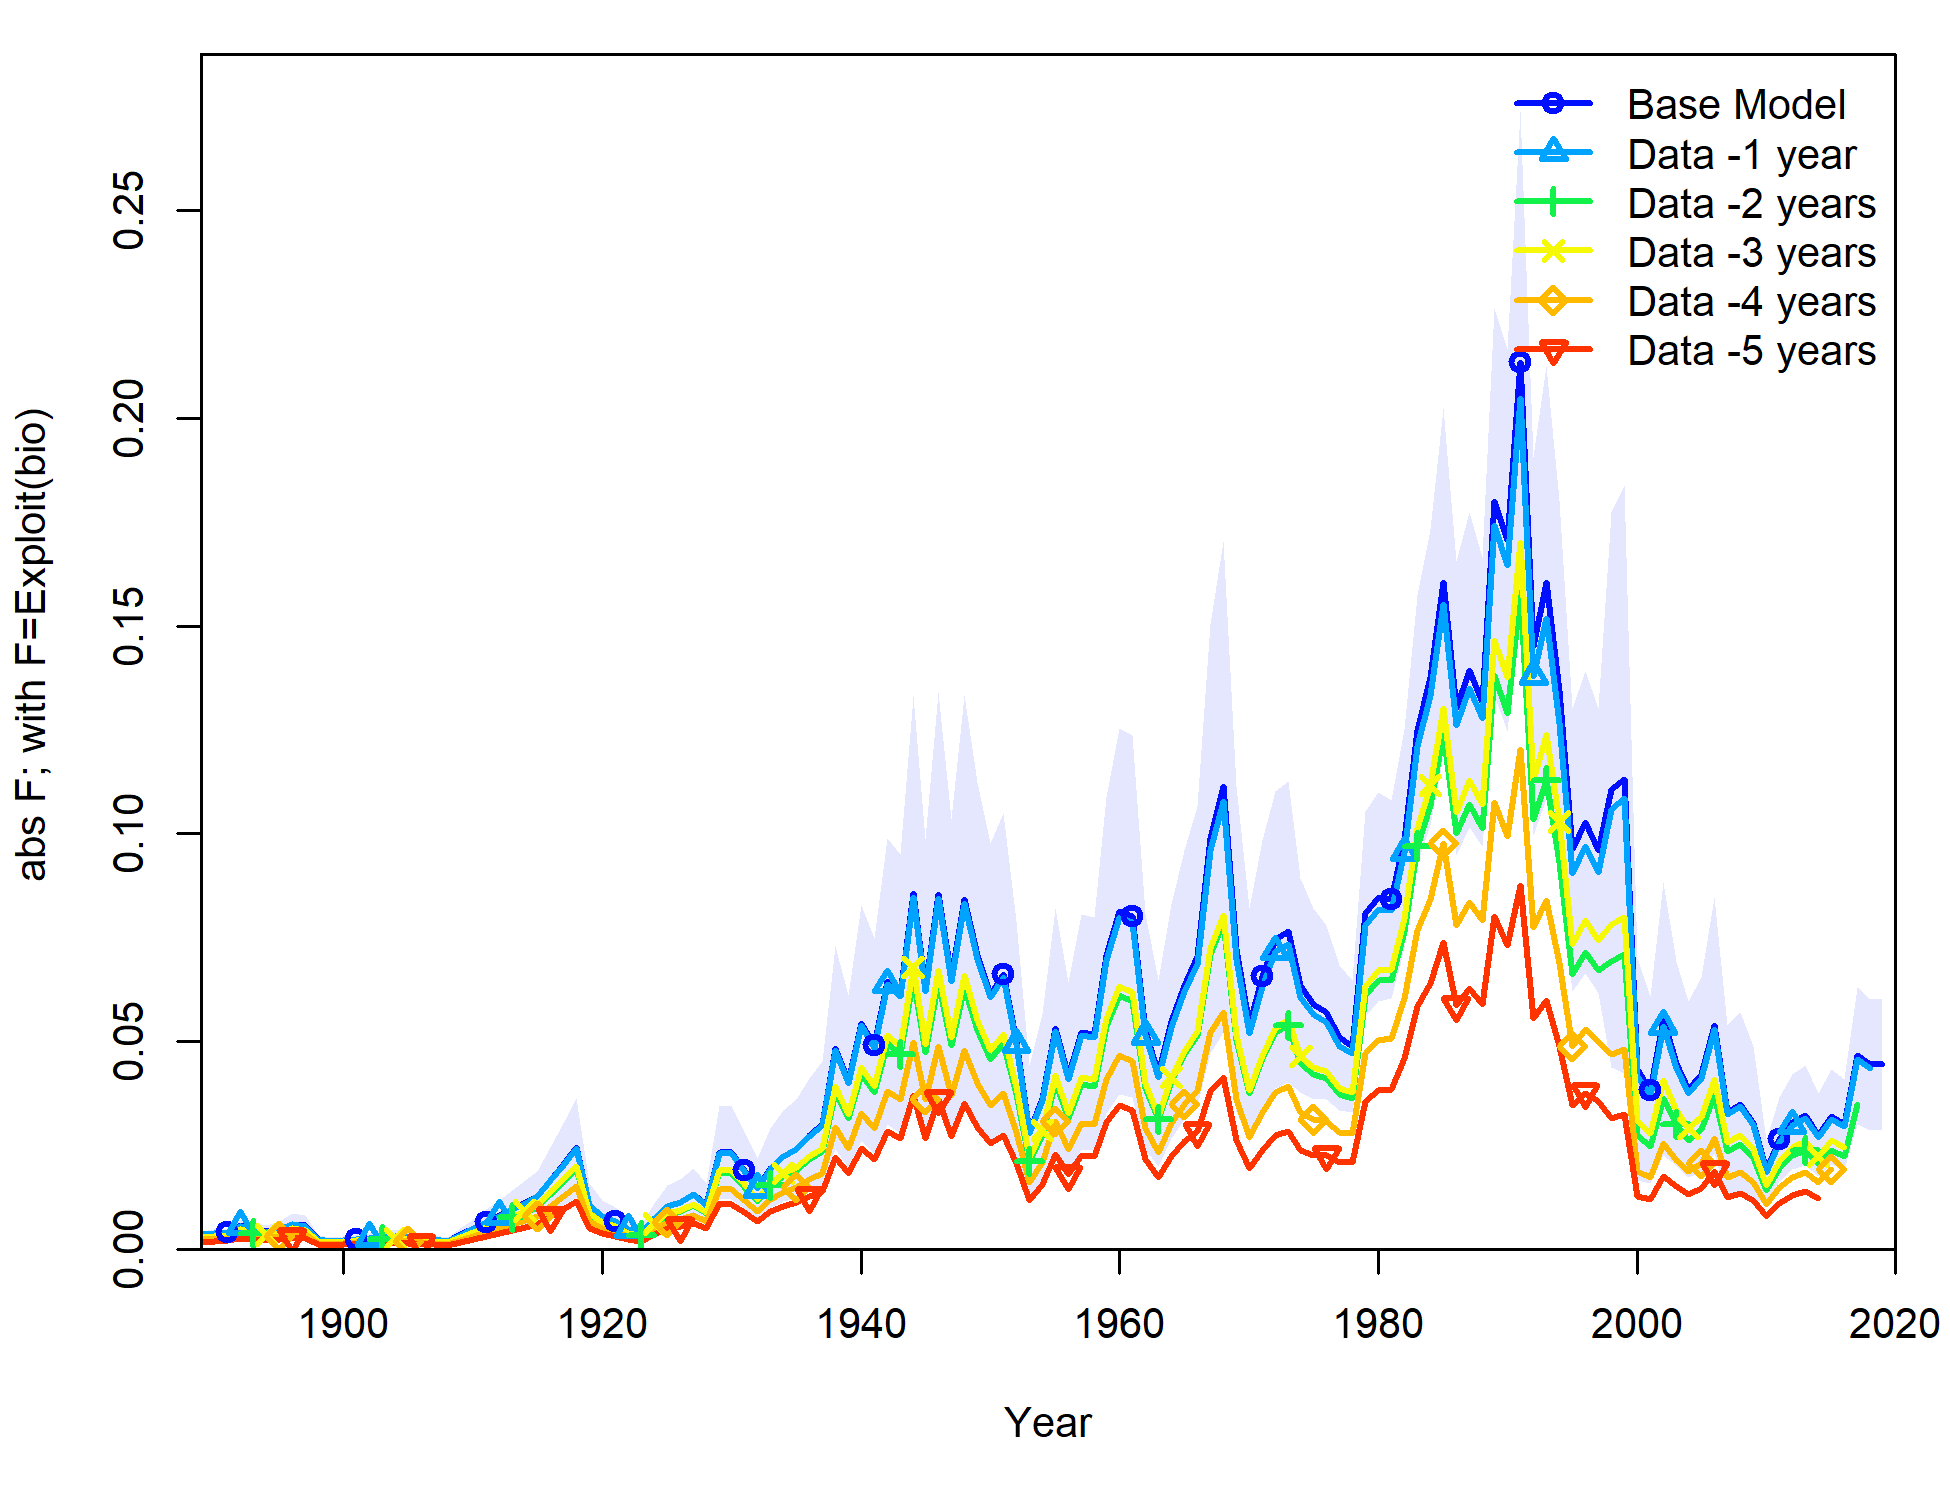 Base Model
Data -1 year
Data -2 years
Data -3 years
Data -4 years
Data -5 years
abs F; with F=Exploit(bio)
0.25
0.20
0.15
0.10
0.05
0.00
1900 1920 1940 1960 1980 2000 2020
Year